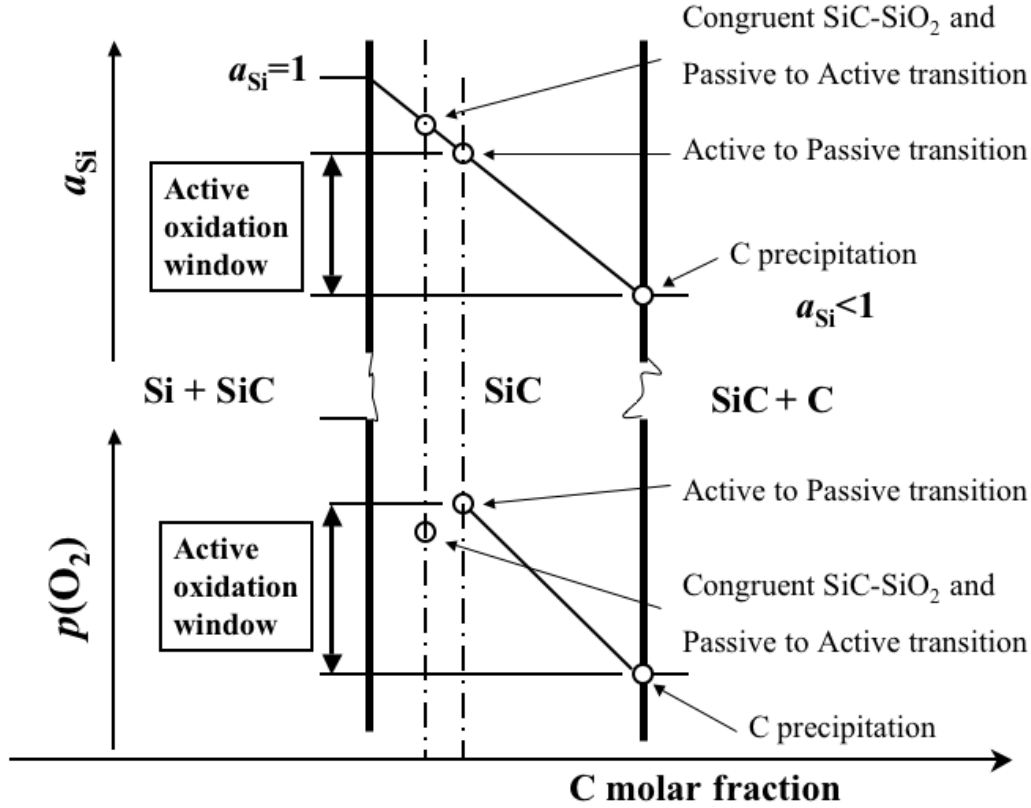 Congruent SiC-SiO₂ and
Passive to Active transition
a_Si=1
Active to Passive transition
a_Si
Active
oxidation
window
C precipitation
a_Si<1
Si + SiC
SiC
SiC + C
Active to Passive transition
p(O₂)
Active
oxidation
window
Congruent SiC-SiO₂ and
Passive to Active transition
C precipitation
C molar fraction